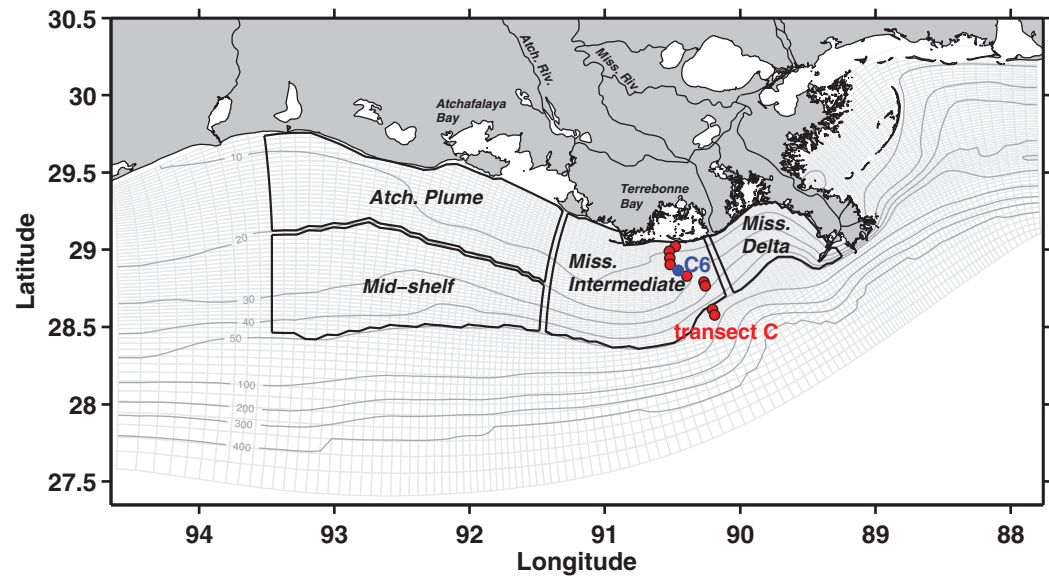 30.5
30
29.5
29
28.5
28
27.5
Latitude
94
93
92
91
90
89
88
Longitude
Atch. Riv.
Miss. Riv
Atchafalaya
Bay
Terrebonne
Bay
Atch. Plume
Mid–shelf
Miss.
Intermediate
Miss.
Delta
C6
transect C
10
20
30
40
50
100
200
300
400